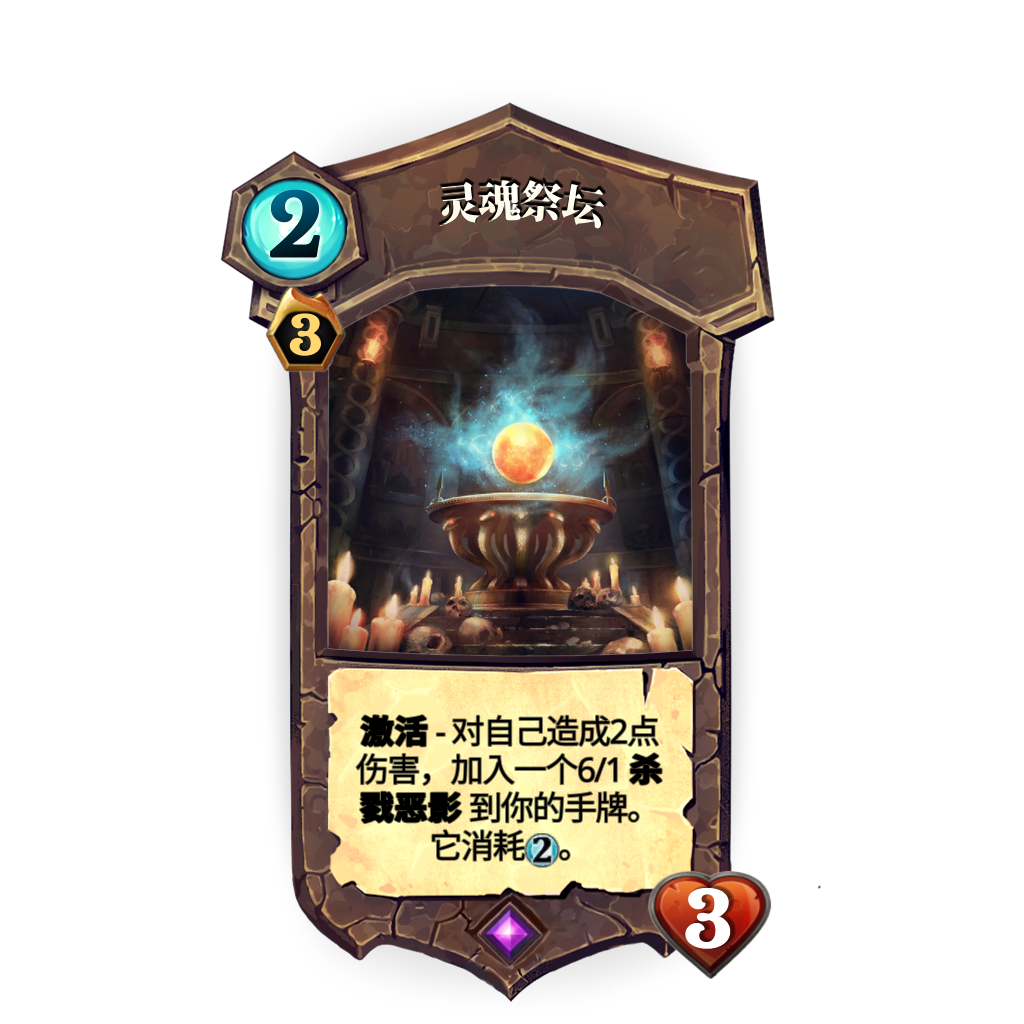 2
灵魂祭坛
3
激活 - 对自己造成2点
伤害，加入一个6/1 杀
戮恶影 到你的手牌。
它消耗2。
3